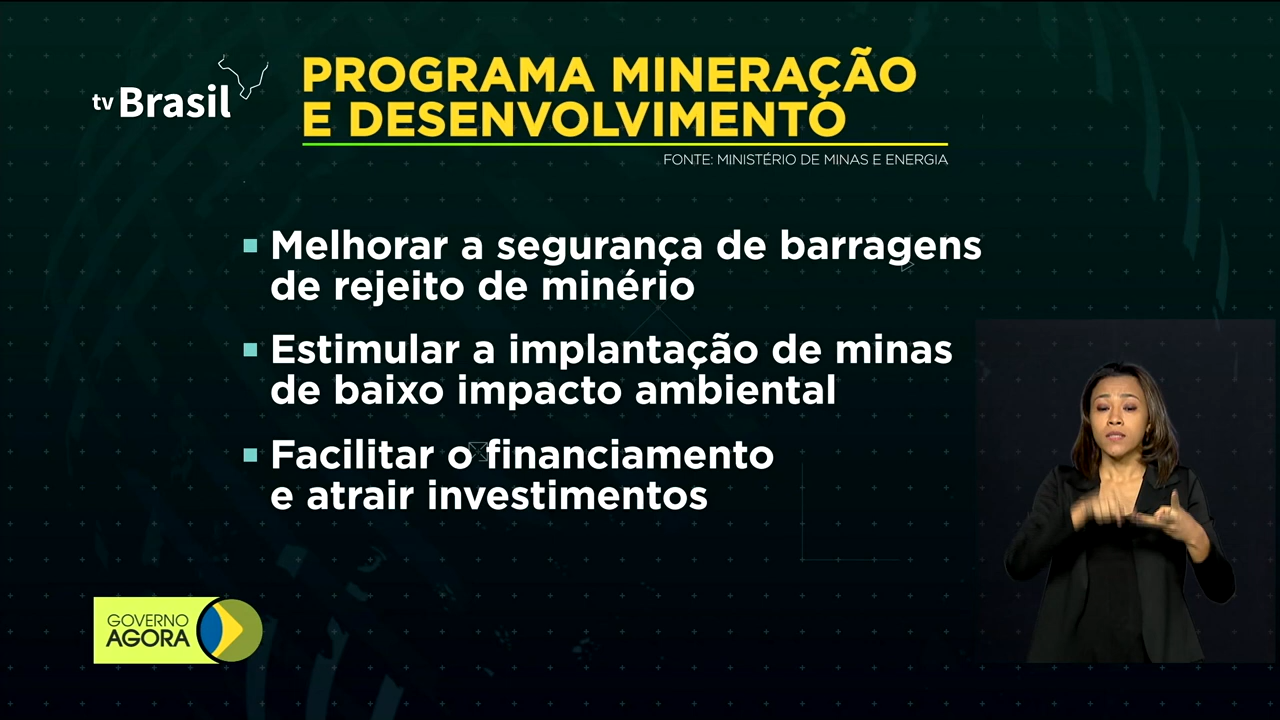 tv Brasil
PROGRAMA MINERAÇÃO
E DESENVOLVIMENTO
FONTE: MINISTÉRIO DE MINAS E ENERGIA
Melhorar a segurança de barragens
de rejeito de minério
Estimular a implantação de minas
de baixo impacto ambiental
Facilitar o financiamento
e atrair investimentos
GOVERNO
AGORA